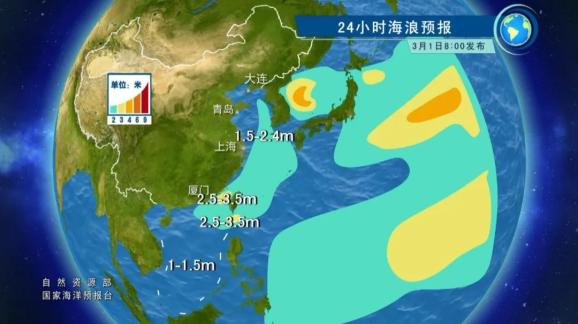 24小时海浪预报
3月1日8:00发布
大连
单位：米
2 3 4 6 9
青岛
1.5-2.4m
上海
厦门
2.5-3.5m
2.5-3.5m
1-1.5m
自然资源部
国家海洋预报台